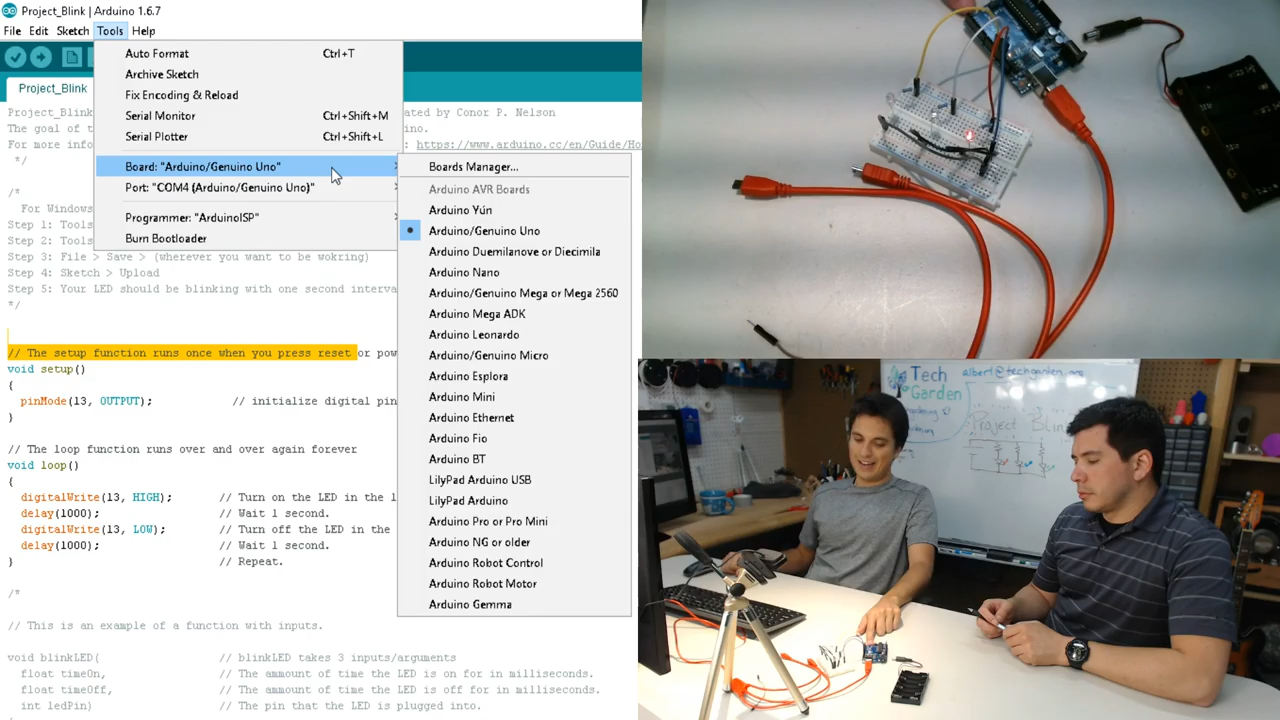 Project_Blink | Arduino 1.6.7
File Edit Sketch Tools Help
Auto Format Ctrl+T
Archive Sketch
Fix Encoding & Reload
Serial Monitor Ctrl+Shift+M
Serial Plotter Ctrl+Shift+L
Board: "Arduino/Genuino Uno"
Port: "COM4 (Arduino/Genuino Uno)"
Programmer: "ArduinoISP"
Burn Bootloader
Boards Manager...
Arduino AVR Boards
Arduino Yún
Arduino/Genuino Uno
Arduino Duemilanove or Diecimila
Arduino Nano
Arduino/Genuino Mega or Mega 2560
Arduino Mega ADK
Arduino Leonardo
Arduino/Genuino Micro
Arduino Esplora
Arduino Mini
Arduino Ethernet
Arduino Fio
Arduino BT
LilyPad Arduino USB
LilyPad Arduino
Arduino Pro or Pro Mini
Arduino NG or older
Arduino Robot Control
Arduino Robot Motor
Arduino Gemma
Project_Blink
Project_Blink ated by Conor P. Nelson
The goal of t ino.
For more info : https://www.arduino.cc/en/Guide/Ho
*/
/*
For Windows
Step 1: Tools
Step 2: Tools
Step 3: File > Save > (wherever you want to be wokring)
Step 4: Sketch > Upload
Step 5: Your LED should be blinking with one second interva
*/
// The setup function runs once when you press reset or pow
void setup()
{
pinMode(13, OUTPUT); // initialize digital pin
}
// The loop function runs over and over again forever
void loop()
{
digitalWrite(13, HIGH); // Turn on the LED in the l
delay(1000); // Wait 1 second.
digitalWrite(13, LOW); // Turn off the LED in the
delay(1000); // Wait 1 second.
} // Repeat.
/*
// This is an example of a function with inputs.
void blinkLED( // blinkLED takes 3 inputs/arguments
float timeOn, // The ammount of time the LED is on for in milliseconds.
float timeOff, // The ammount of time the LED is off for in milliseconds.
int ledPin) // The pin that the LED is plugged into.
Tech
Garden
albert@techgarden.org
Project Blin